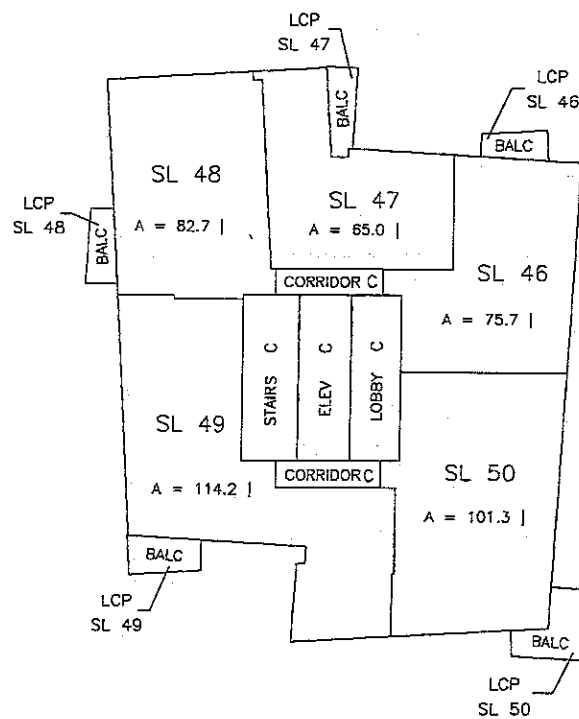 LCP
SL 47
LCP
SL 46
BALC
BALC
SL 48
SL 47
LCP
SL 48
BALC
A = 82.7 |
A = 65.0 |
SL 46
CORRIDOR C
A = 75.7 |
STAIRS C
ELEV C
LOBBY C
SL 49
SL 50
CORRIDOR C
A = 114.2 |
A = 101.3 |
BALC
LCP
SL 49
BALC
LCP
SL 50